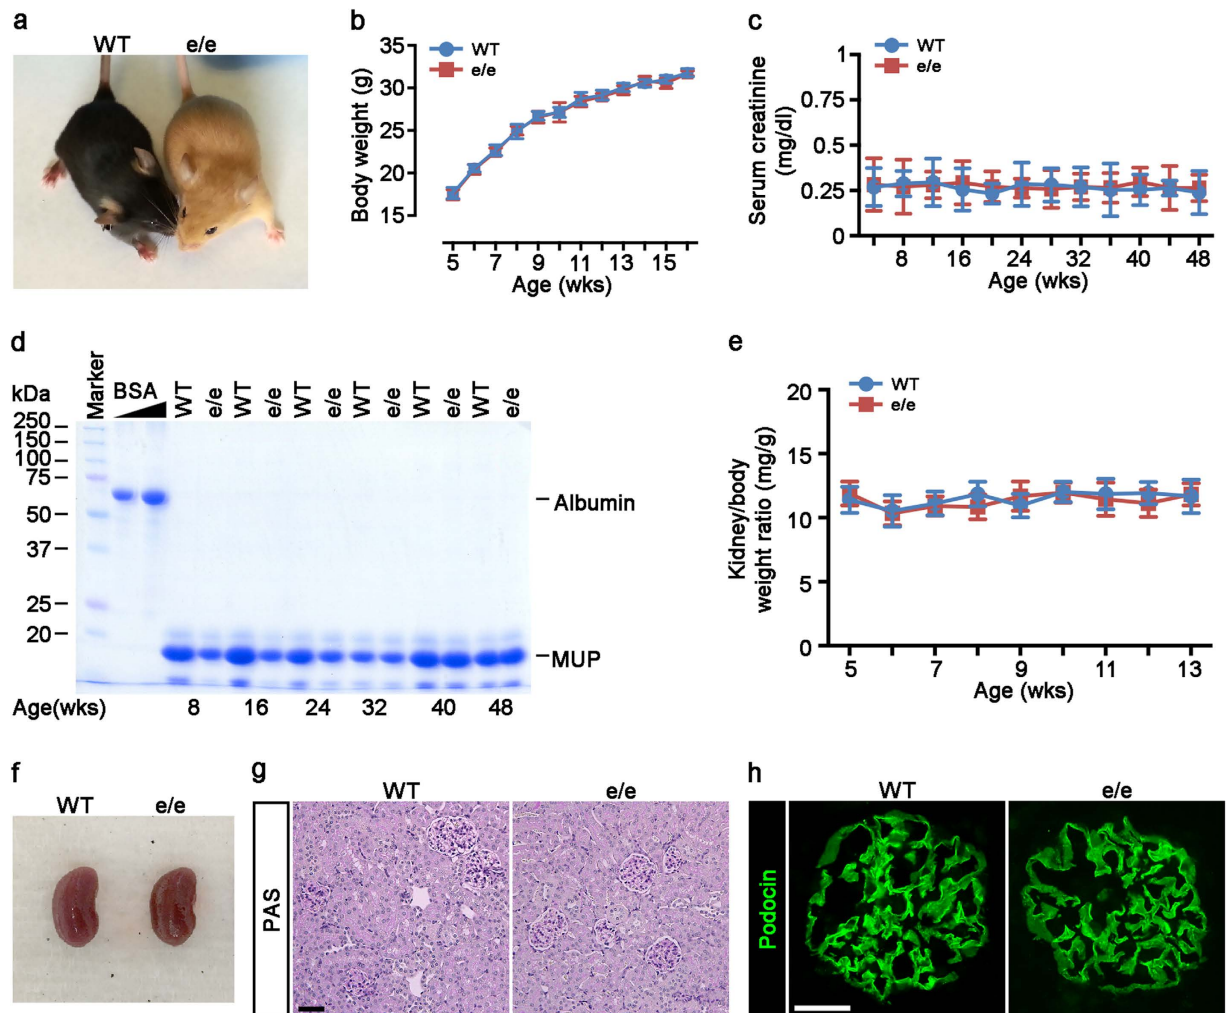 a
WT e/e
b
Body weight (g)
35
30
25
20
15
WT
e/e
5 7 9 11 13 15
Age (wks)
c
Serum creatinine
(mg/dl)
1
0.75
0.5
0.25
0
WT
e/e
8 16 24 32 40 48
Age (wks)
d
kDa
Marker
BSA
WT e/e WT e/e WT e/e WT e/e WT e/e WT e/e
250
150
100
75
50
37
25
20
Albumin
MUP
Age(wks) 8 16 24 32 40 48
e
Kidney/body
weight ratio (mg/g)
20
15
10
5
0
WT
e/e
5 7 9 11 13
Age (wks)
f
WT e/e
g
WT e/e
PAS
h
WT e/e
Podocin